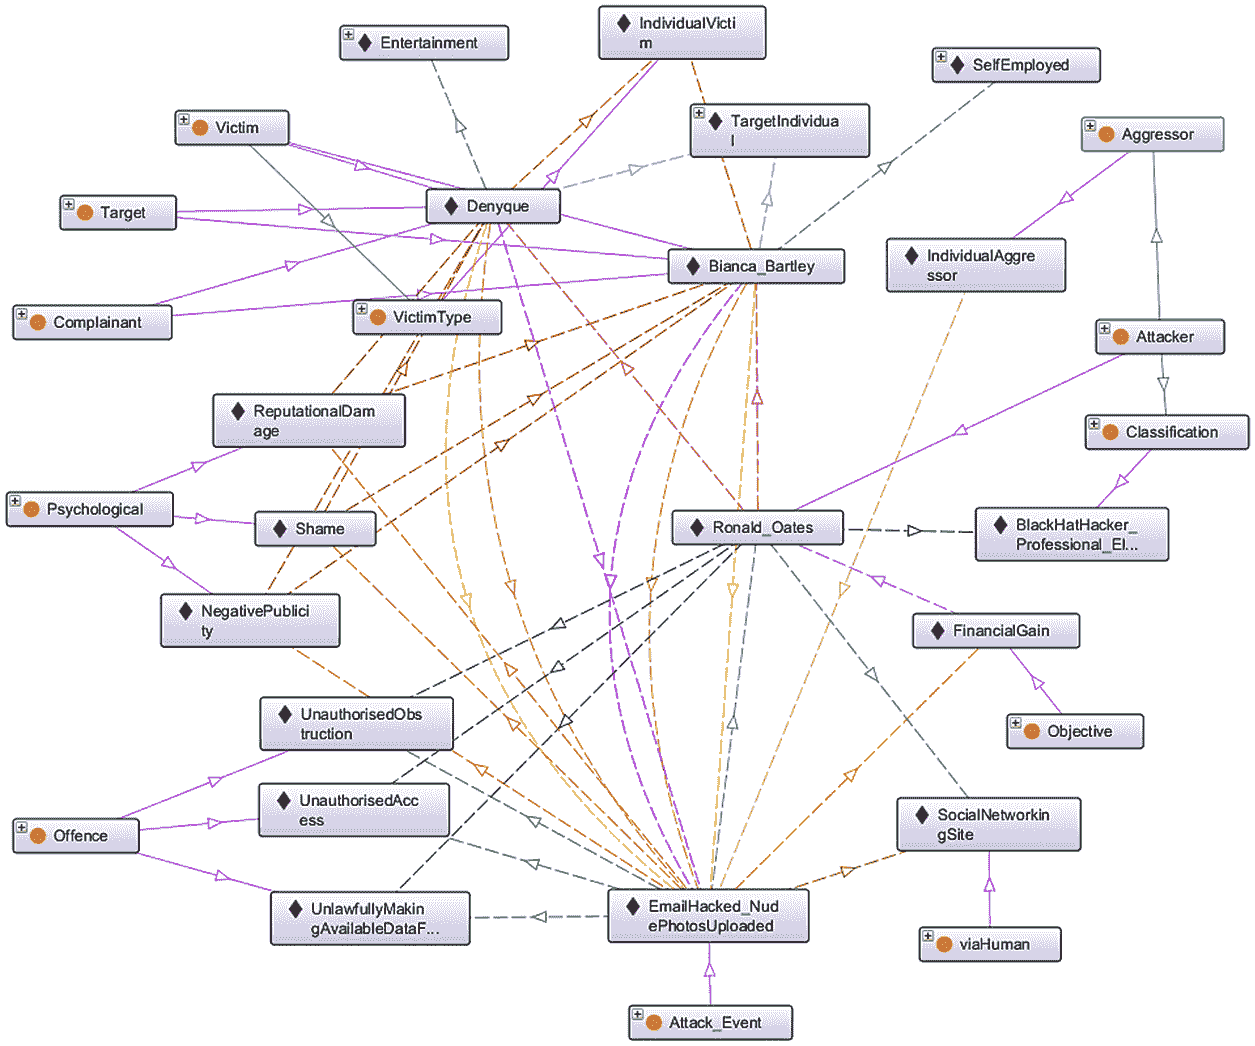 IndividualVicti
m
Entertainment
SelfEmployed
Victim
TargetIndividua
l
Aggressor
Target
Denyque
IndividualAggre
ssor
Bianca_Bartley
Complainant
VictimType
Attacker
ReputationalDam
age
Classification
Psychological
Shame
Ronald_Oates
BlackHatHacker_
Professional_El...
NegativePublici
ty
FinancialGain
UnauthorisedObs
truction
Objective
UnauthorisedAcc
ess
SocialNetworkin
gSite
Offence
UnlawfullyMakin
gAvailableDataF...
EmailHacked_Nud
ePhotosUploaded
viaHuman
Attack_Event